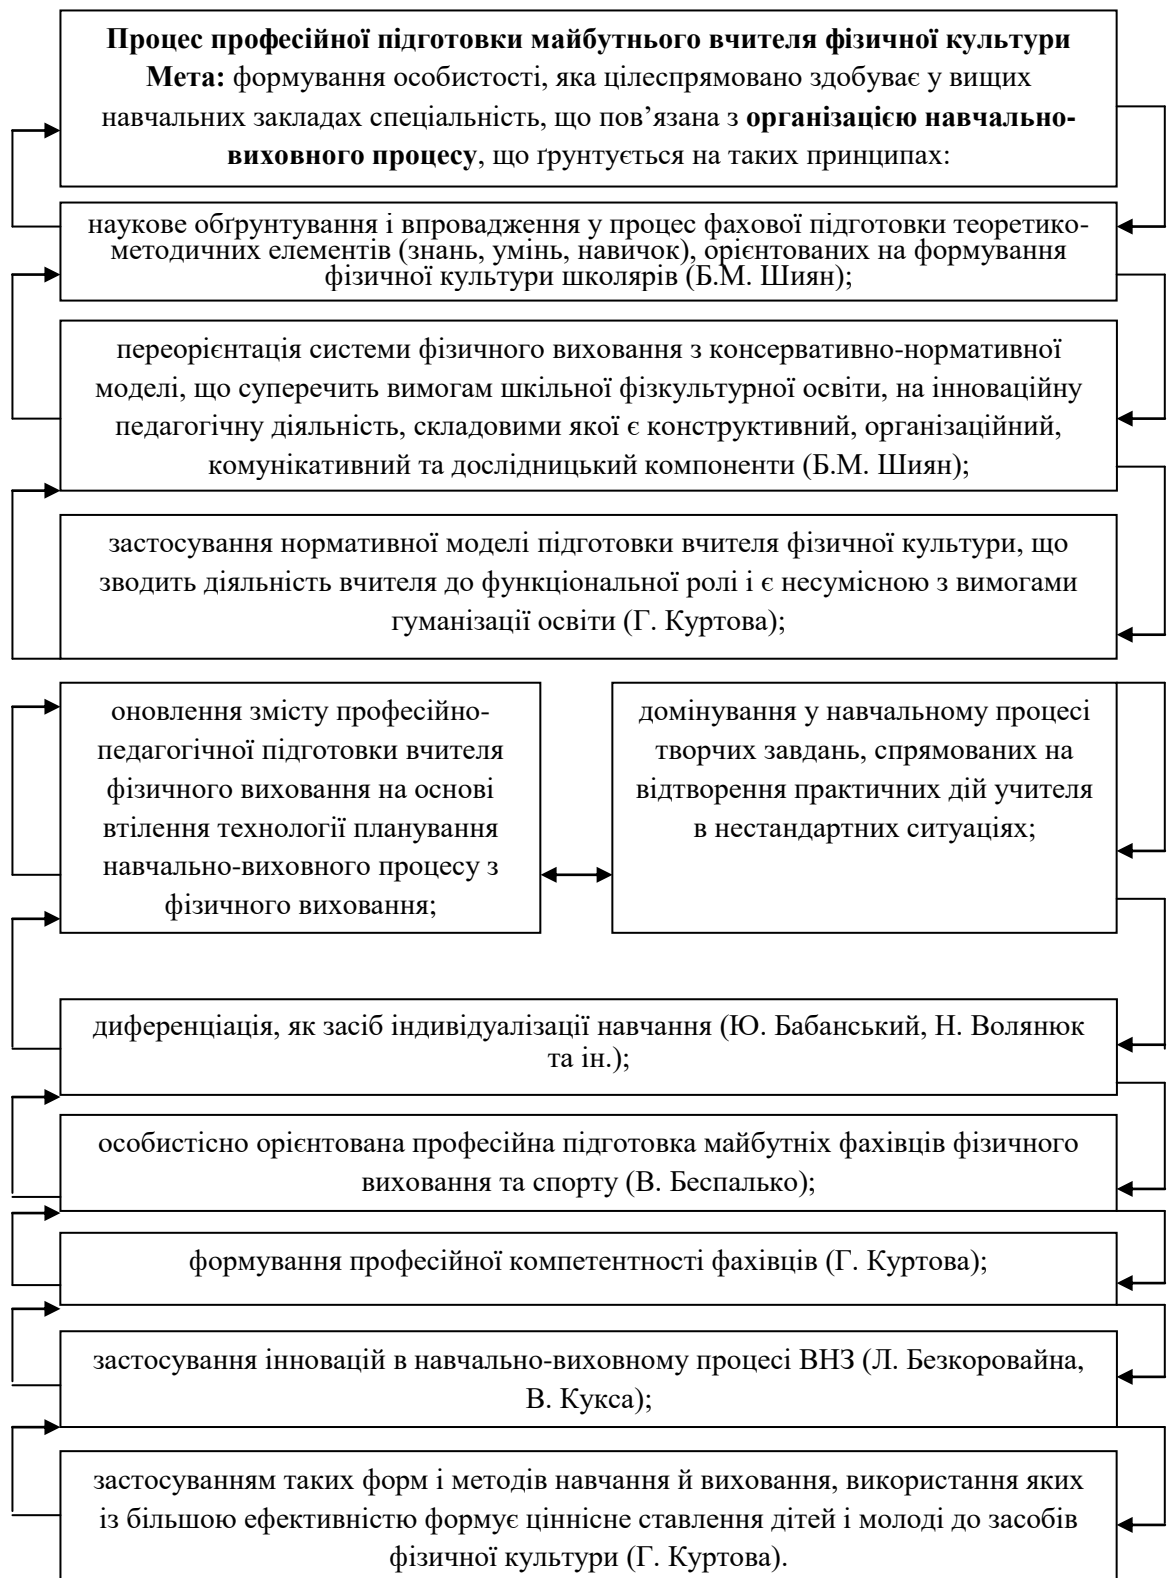 Процес професійної підготовки майбутнього вчителя фізичної культури
Мета: формування особистості, яка цілеспрямовано здобуває у вищих
навчальних закладах спеціальність, що пов’язана з організацією навчально-
виховного процесу, що ґрунтується на таких принципах:
наукове обґрунтування і впровадження у процес фахової підготовки теоретико-
методичних елементів (знань, умінь, навичок), орієнтованих на формування
фізичної культури школярів (Б.М. Шиян);
переорієнтація системи фізичного виховання з консервативно-нормативної
моделі, що суперечить вимогам шкільної фізкультурної освіти, на інноваційну
педагогічну діяльність, складовими якої є конструктивний, організаційний,
комунікативний та дослідницький компоненти (Б.М. Шиян);
застосування нормативної моделі підготовки вчителя фізичної культури, що
зводить діяльність вчителя до функціональної ролі і є несумісною з вимогами
гуманізації освіти (Г. Куртова);
оновлення змісту професійно-
педагогічної підготовки вчителя
фізичного виховання на основі
втілення технології планування
навчально-виховного процесу з
фізичного виховання;
домінування у навчальному процесі
творчих завдань, спрямованих на
відтворення практичних дій учителя
в нестандартних ситуаціях;
диференціація, як засіб індивідуалізації навчання (Ю. Бабанський, Н. Волянюк
та ін.);
особистісно орієнтована професійна підготовка майбутніх фахівців фізичного
виховання та спорту (В. Беспалько);
формування професійної компетентності фахівців (Г. Куртова);
застосування інновацій в навчально-виховному процесі ВНЗ (Л. Безкоровайна,
В. Кукса);
застосуванням таких форм і методів навчання й виховання, використання яких
із більшою ефективністю формує ціннісне ставлення дітей і молоді до засобів
фізичної культури (Г. Куртова).